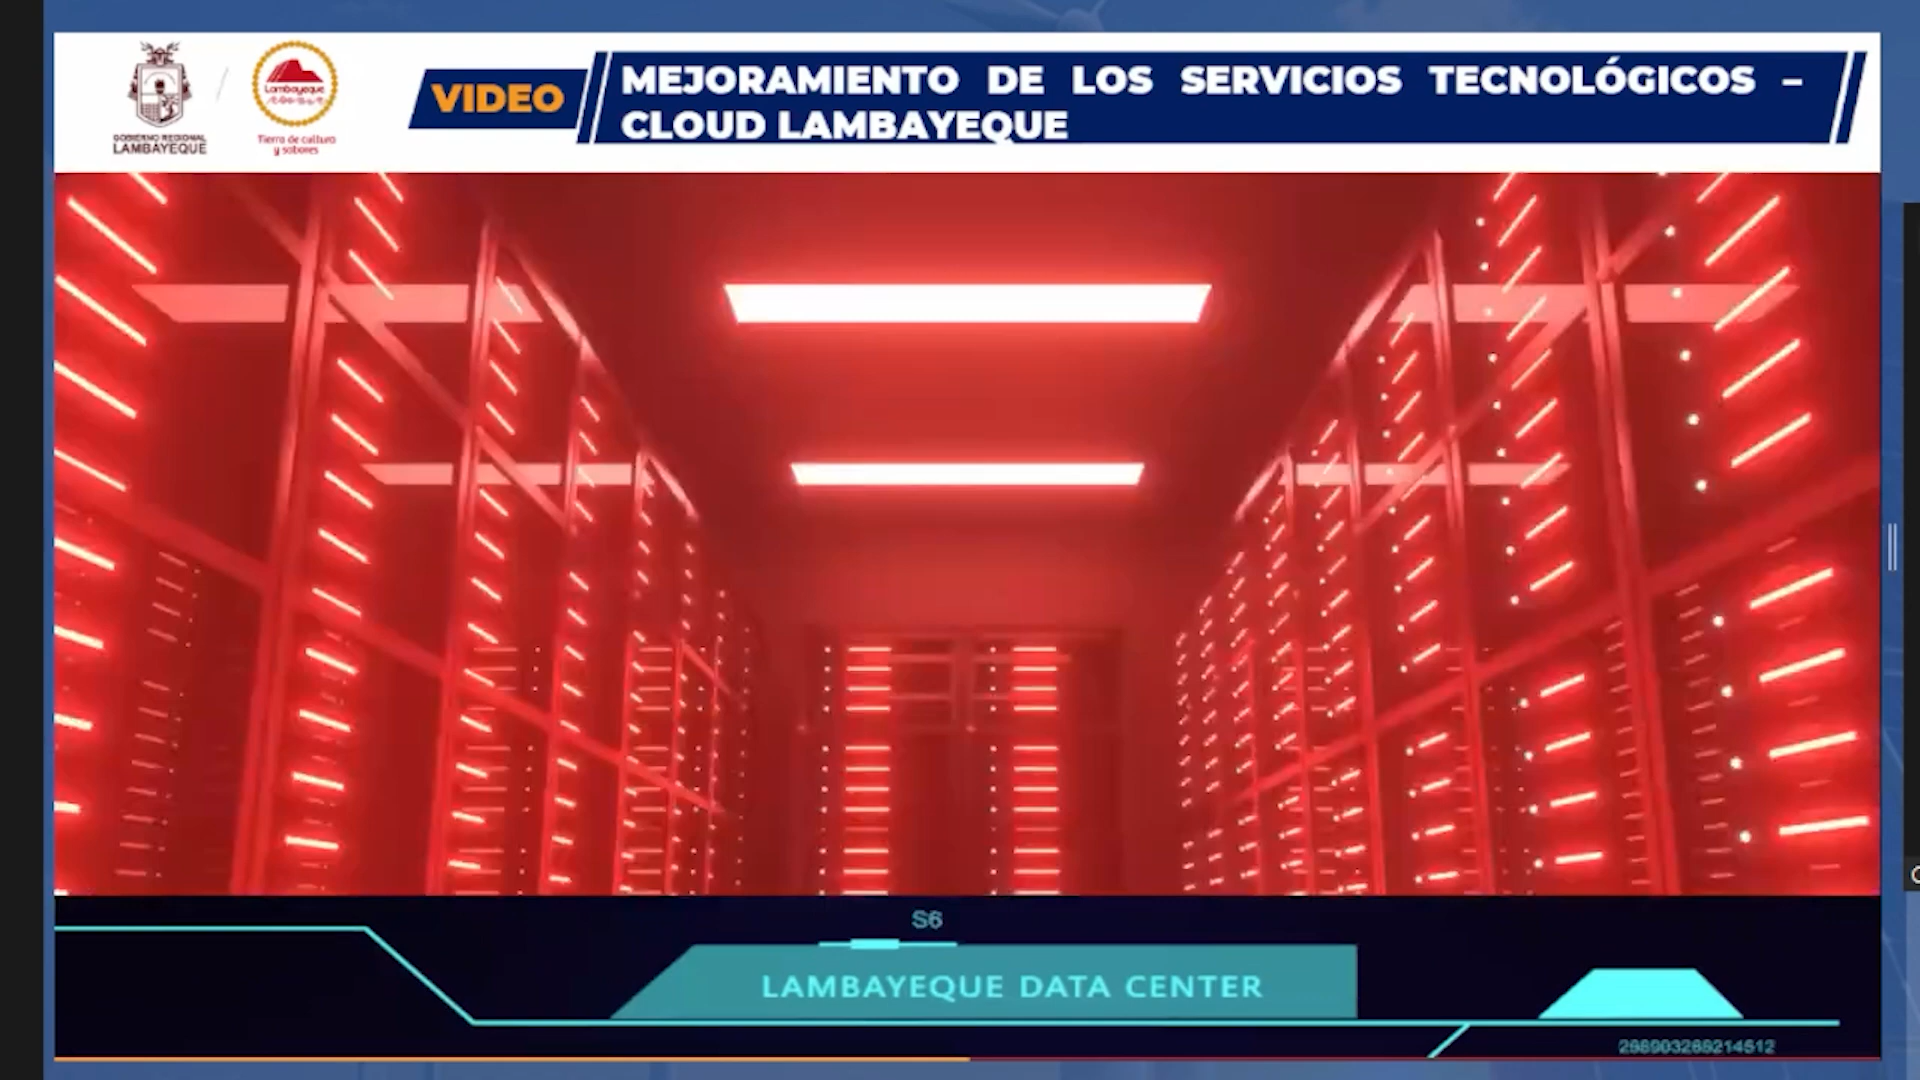 GOBIERNO REGIONAL
LAMBAYEQUE
Lambayeque
Tierra de cultura
y sabores
VIDEO
MEJORAMIENTO DE LOS SERVICIOS TECNOLÓGICOS –
CLOUD LAMBAYEQUE
S6
LAMBAYEQUE DATA CENTER